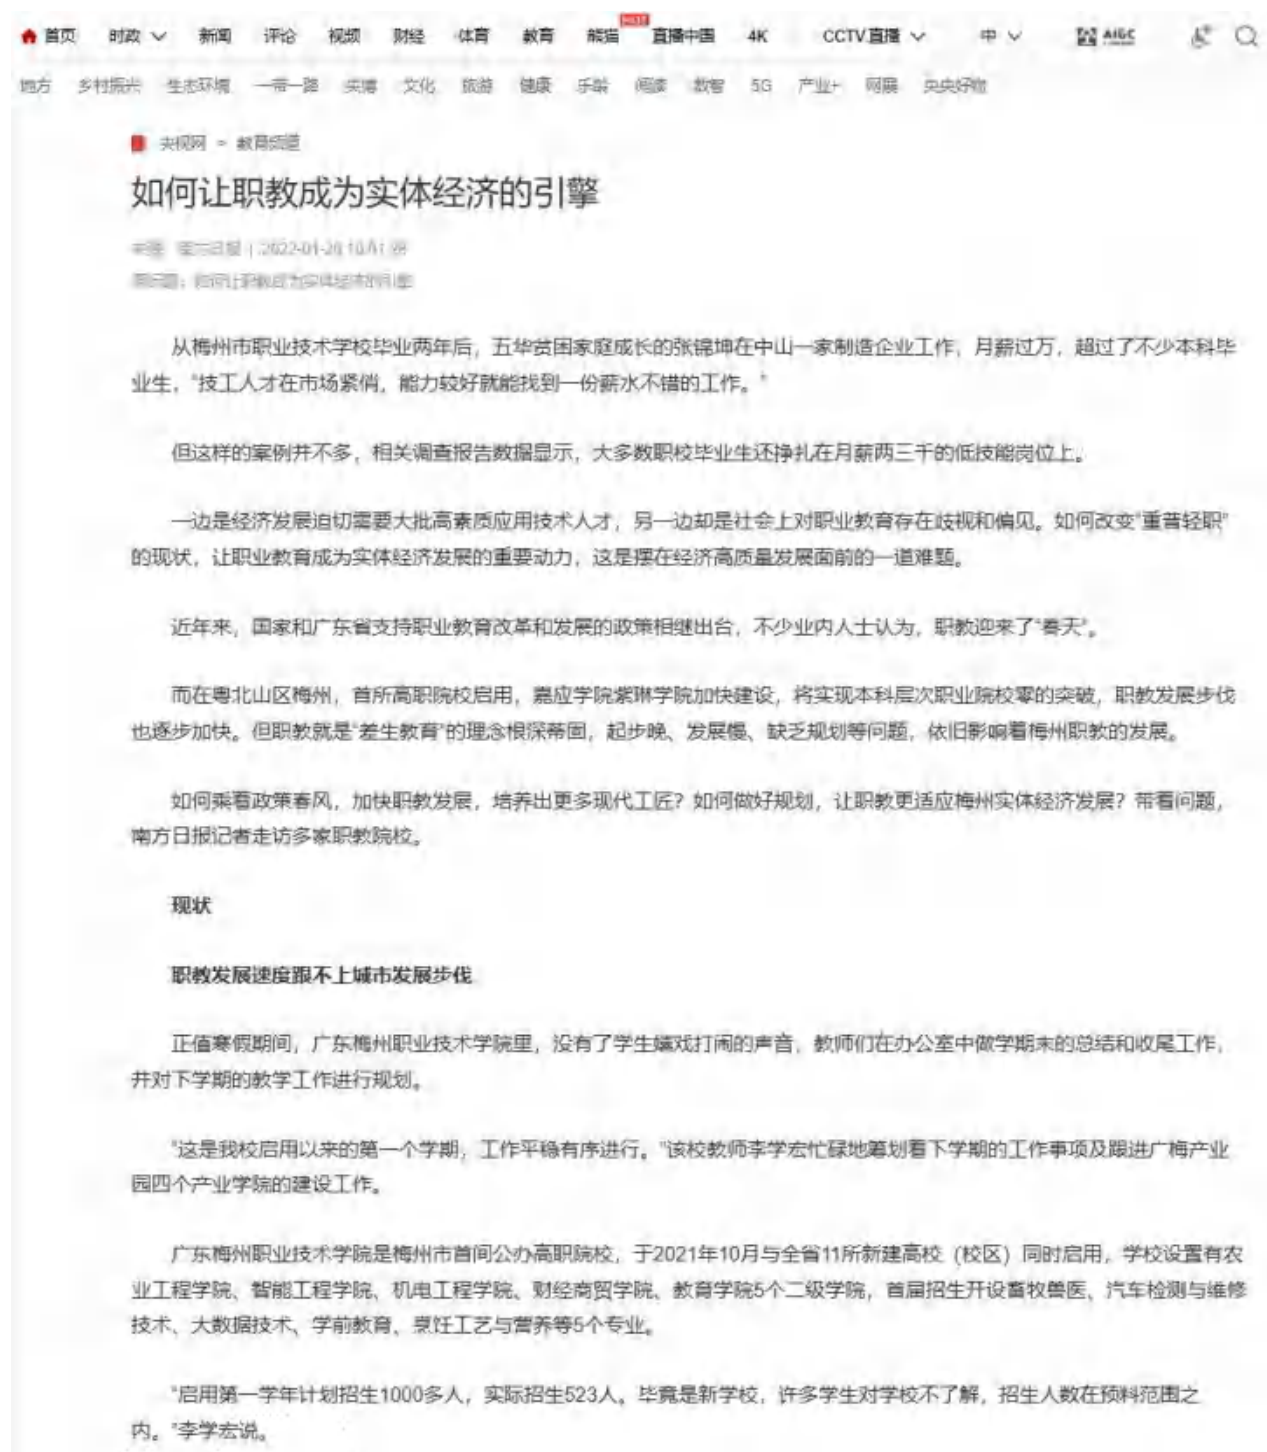 首页 时政 新闻 评论 视频 财经 体育 教育 熊猫 HOT 直播中国 4K CCTV直播 中 AIGC
地方 乡村振兴 生态环境 一带一路 央博 文化 旅游 健康 乐龄 阅读 数智 5G 产业+ 网展 央央好物
央视网 > 教育频道
如何让职教成为实体经济的引擎
来源：南方日报 | 2022-01-20
原标题：如何让职教成为实体经济的引擎
从梅州市职业技术学校毕业两年后，五华贫困家庭成长的张锦坤在中山一家制造企业工作，月薪过万，超过了不少本科毕
业生，“技工人才在市场紧俏，能力较好就能找到一份薪水不错的工作。”
但这样的案例并不多，相关调查报告数据显示，大多数职校毕业生还挣扎在月薪两三千的低技能岗位上。
一边是经济发展迫切需要大批高素质应用技术人才，另一边却是社会上对职业教育存在歧视和偏见。如何改变“重普轻职”
的现状，让职业教育成为实体经济发展的重要动力，这是摆在经济高质量发展面前的一道难题。
近年来，国家和广东省支持职业教育改革和发展的政策相继出台，不少业内人士认为，职教迎来了“春天”。
而在粤北山区梅州，首所高职院校启用，嘉应学院紫琳学院加快建设，将实现本科层次职业院校零的突破，职教发展步伐
也逐步加快。但职教就是“差生教育”的理念根深蒂固，起步晚、发展慢、缺乏规划等问题，依旧影响着梅州职教的发展。
如何乘着政策春风，加快职教发展，培养出更多现代工匠？如何做好规划，让职教更适应梅州实体经济发展？带着问题，
南方日报记者走访多家职教院校。
现状
职教发展速度跟不上城市发展步伐
正值寒假期间，广东梅州职业技术学院里，没有了学生嬉戏打闹的声音，教师们在办公室中做学期末的总结和收尾工作，
并对下学期的教学工作进行规划。
“这是我校启用以来的第一个学期，工作平稳有序进行。”该校教师李学宏忙碌地筹划着下学期的工作事项及跟进广梅产业
园四个产业学院的建设工作。
广东梅州职业技术学院是梅州市首间公办高职院校，于2021年10月与全省11所新建高校（校区）同时启用，学校设置有农
业工程学院、智能工程学院、机电工程学院、财经商贸学院、教育学院5个二级学院，首届招生开设畜牧兽医、汽车检测与维修
技术、大数据技术、学前教育、烹饪工艺与营养等5个专业。
“启用第一学年计划招生1000多人，实际招生523人。毕竟是新学校，许多学生对学校不了解，招生人数在预料范围之
内。”李学宏说。